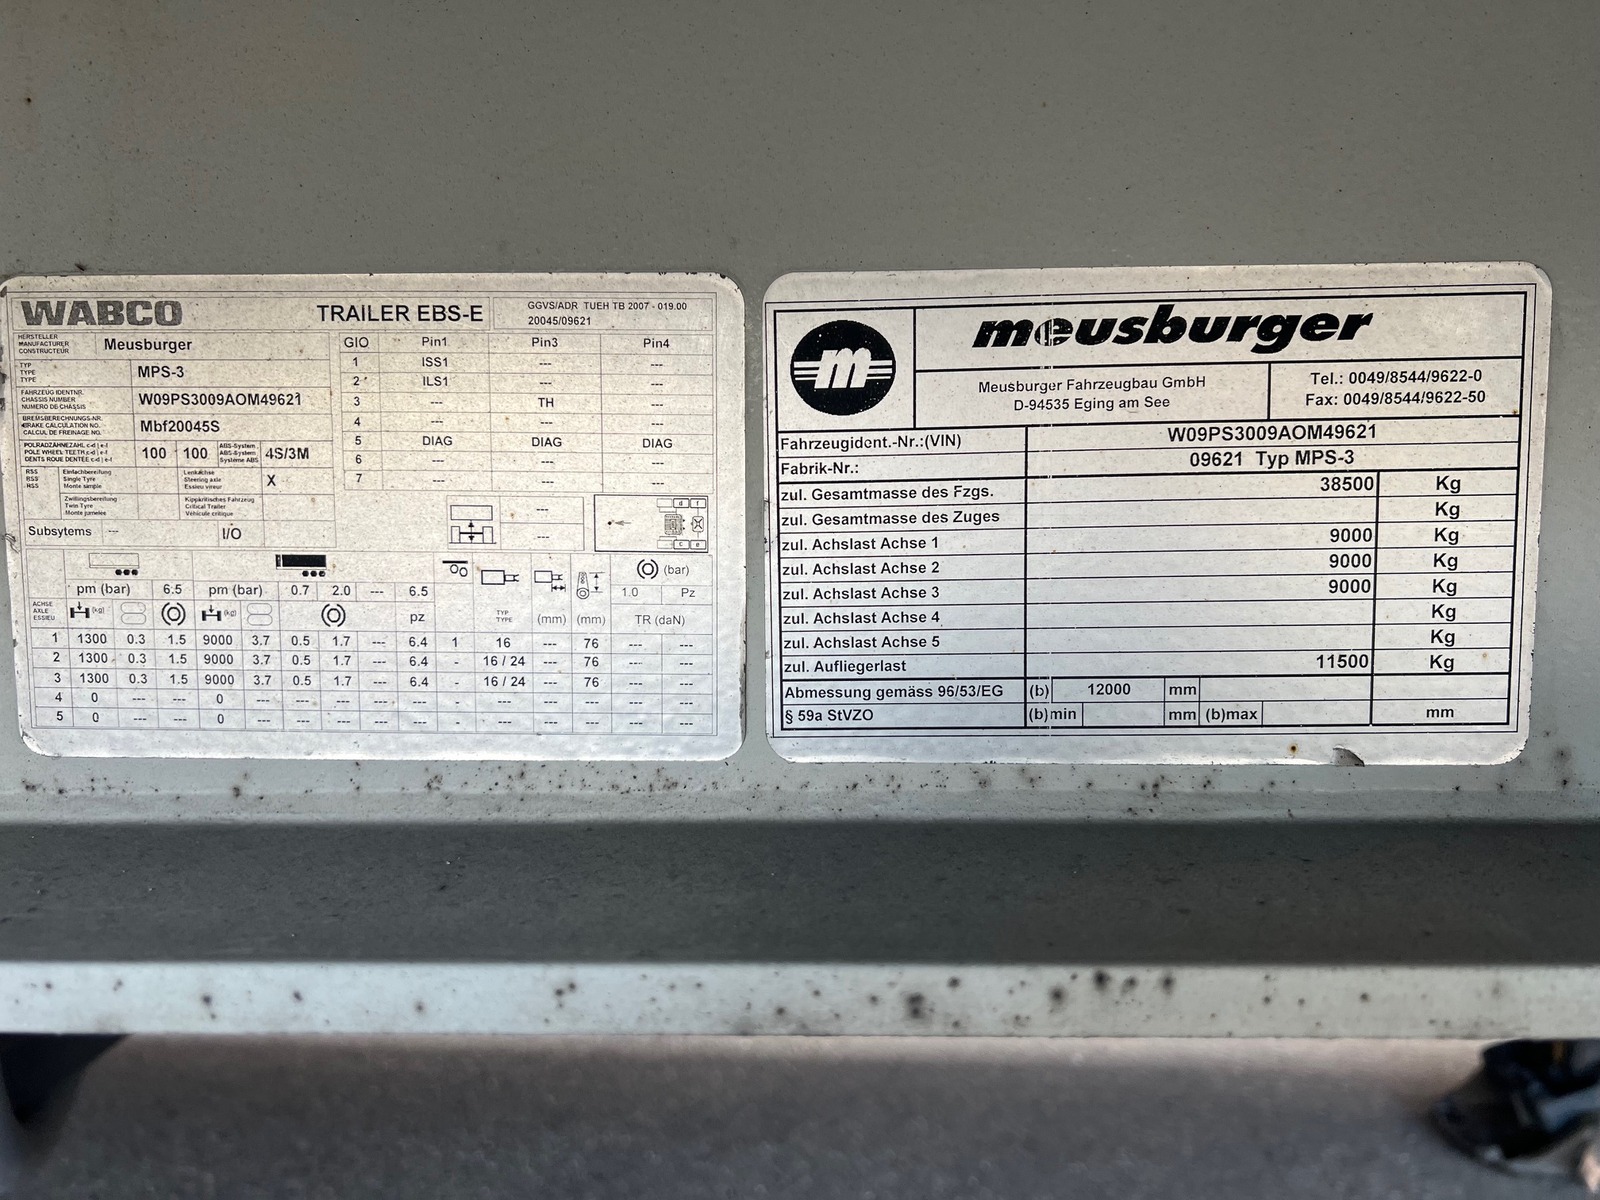 WABCO TRAILER EBS-E GGVS/ADR TUEH TB 2007 - 019.00
20045/09621
HERSTELLER
MANUFACTURER
CONSTRUCTEUR
Meusburger
TYP
TYPE
TYPE
MPS-3
FAHRZEUG IDENTNR.
CHASSIS NUMBER
NUMERO DE CHASSIS
W09PS3009AOM49621
BREMSBERECHNUNGS-NR.
BRAKE CALCULATION NO.
CALCUL DE FREINAGE NO.
Mbf20045S
POLRADZÄHNEZAHL c-d | e-f
POLE WHEEL TEETH c-d | e-f
DENTS ROUE DENTÉE c-d | e-f
100 100
ABS-System
ABS-System
Système ABS
4S/3M
RSS
RSS
RSS
Einfachbereifung
Single Tyre
Monte simple
Lenkachse
Steering axle
Essieu vireur
X
Zwillingsbereifung
Twin Tyre
Monte jumelée
Kippkritisches Fahrzeug
Critical Trailer
Véhicule critique
Subsytems --- I/O
GIO Pin1 Pin3 Pin4
1 ISS1 --- ---
2 ILS1 --- ---
3 --- TH ---
4 --- --- ---
5 DIAG DIAG DIAG
6 --- --- ---
7 --- --- ---
---
---
d f
c e
(bar)
pm (bar) 6.5 pm (bar) 0.7 2.0 --- 6.5 1.0 Pz
ACHSE
AXLE
ESSIEU
(kg) (kg) pz TYP
TYPE (mm) (mm) TR (daN)
1 1300 0.3 1.5 9000 3.7 0.5 1.7 --- 6.4 1 16 --- 76 --- ---
2 1300 0.3 1.5 9000 3.7 0.5 1.7 --- 6.4 - 16 / 24 --- 76 --- ---
3 1300 0.3 1.5 9000 3.7 0.5 1.7 --- 6.4 - 16 / 24 --- 76 --- ---
4 0 --- --- 0 --- --- --- --- --- - --- --- --- --- ---
5 0 --- --- 0 --- --- --- --- --- - --- --- --- --- ---
m
meusburger
Meusburger Fahrzeugbau GmbH
D-94535 Eging am See
Tel.: 0049/8544/9622-0
Fax: 0049/8544/9622-50
Fahrzeugident.-Nr.:(VIN) W09PS3009AOM49621
Fabrik-Nr.: 09621 Typ MPS-3
zul. Gesamtmasse des Fzgs. 38500 Kg
zul. Gesamtmasse des Zuges Kg
zul. Achslast Achse 1 9000 Kg
zul. Achslast Achse 2 9000 Kg
zul. Achslast Achse 3 9000 Kg
zul. Achslast Achse 4 Kg
zul. Achslast Achse 5 Kg
zul. Aufliegerlast 11500 Kg
Abmessung gemäss 96/53/EG (b) 12000 mm
§ 59a StVZO (b)min mm (b)max mm